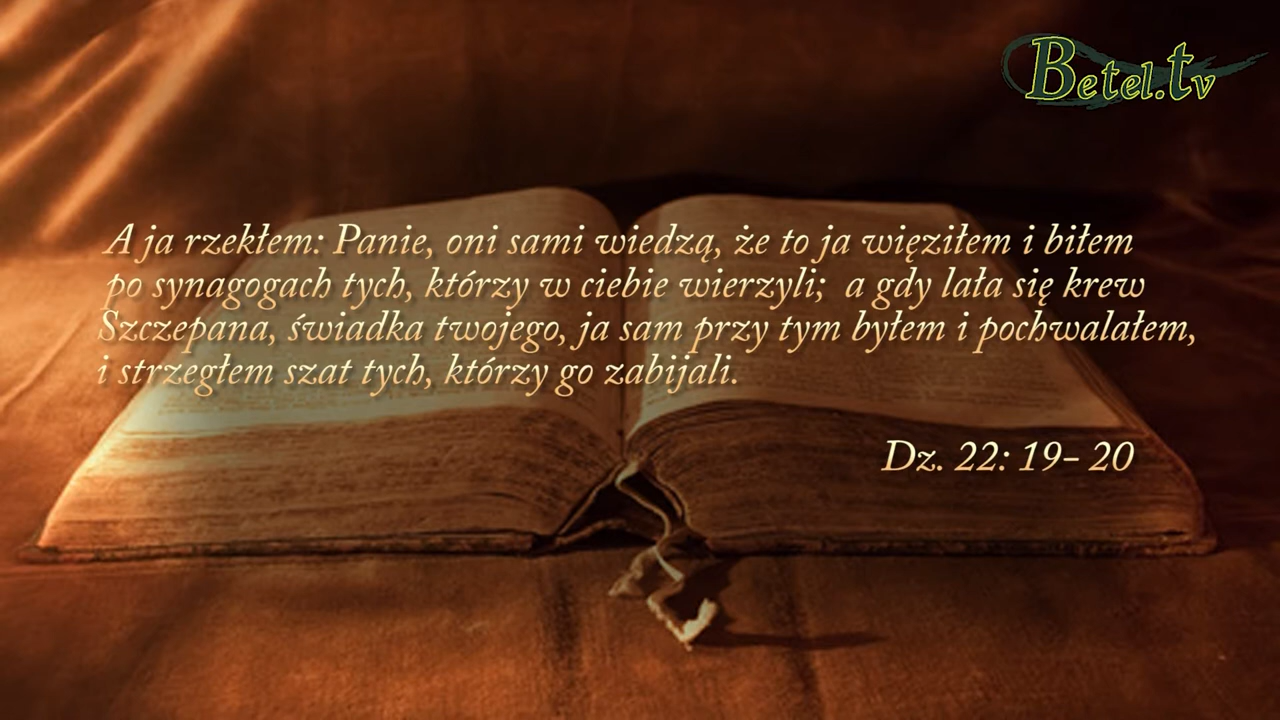 Betel.tv
A ja rzekłem: Panie, oni sami wiedzą, że to ja więziłem i biłem
po synagogach tych, którzy w ciebie wierzyli;  a gdy lała się krew
Szczepana, świadka twojego, ja sam przy tym byłem i pochwalałem,
i strzegłem szat tych, którzy go zabijali.
Dz. 22: 19- 20